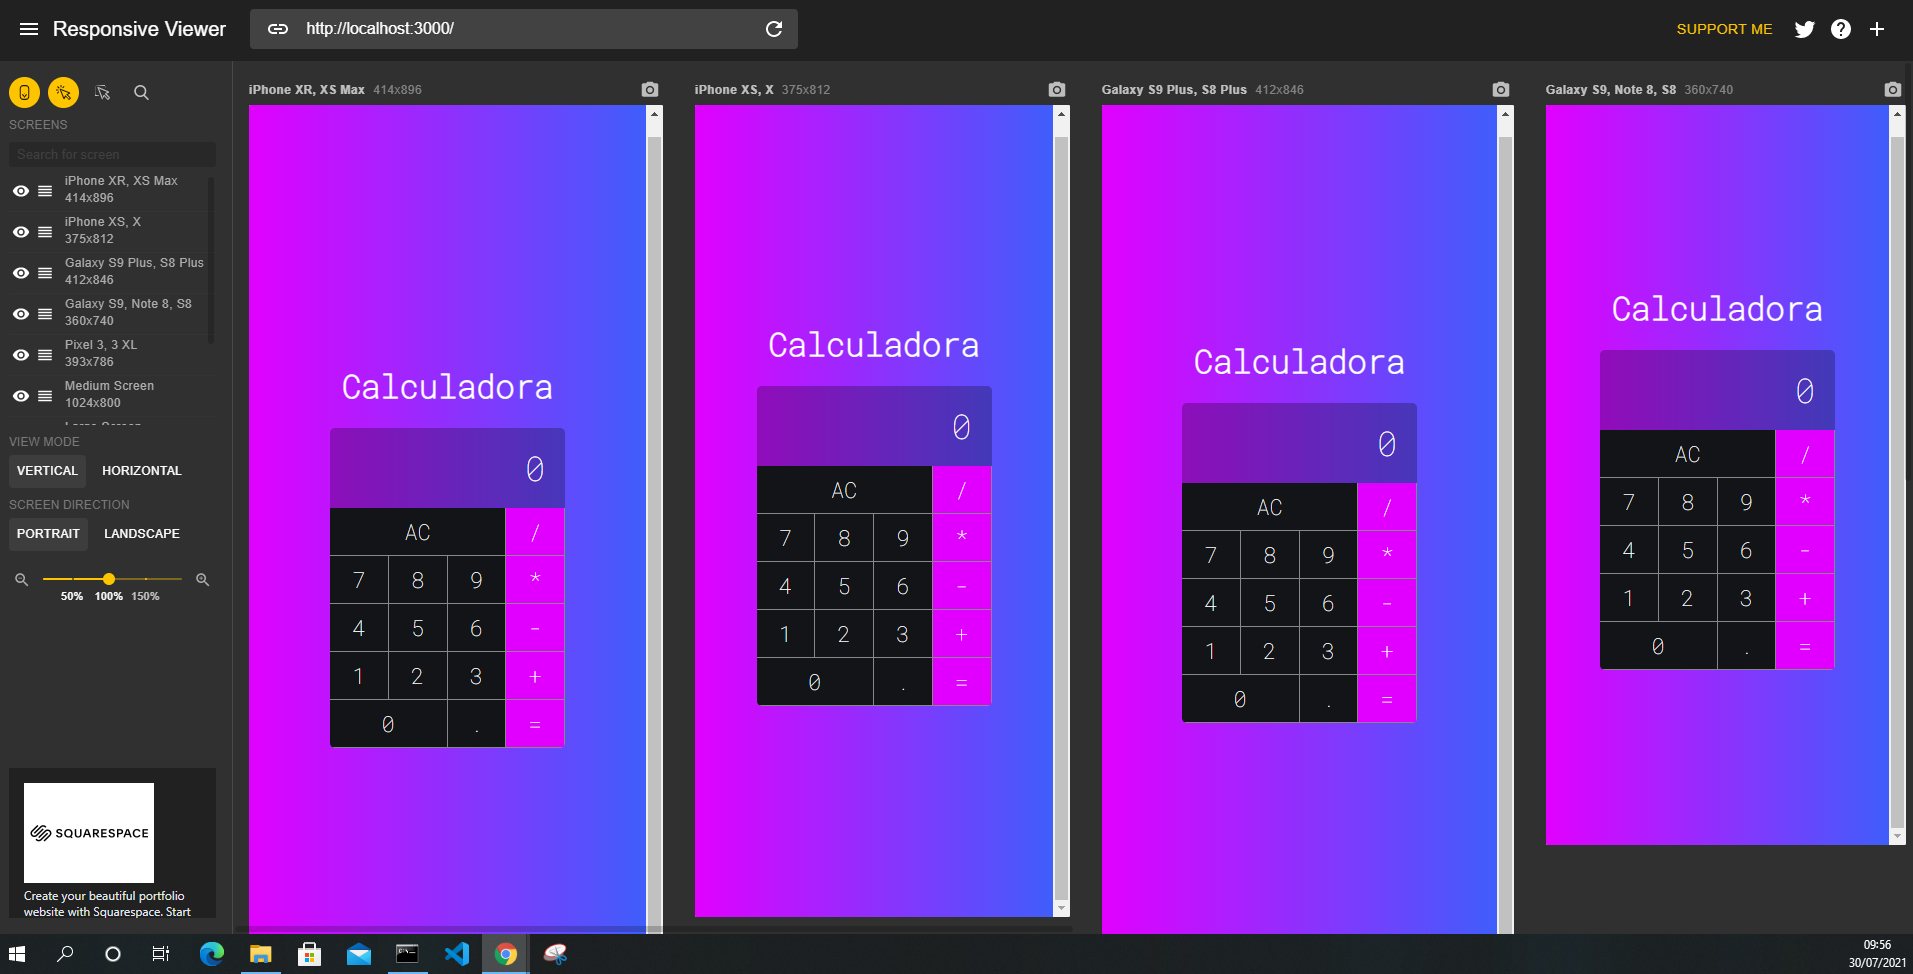 Responsive Viewer
http://localhost:3000/
SUPPORT ME
SCREENS
Search for screen
iPhone XR, XS Max
414x896
iPhone XS, X
375x812
Galaxy S9 Plus, S8 Plus
412x846
Galaxy S9, Note 8, S8
360x740
Pixel 3, 3 XL
393x786
Medium Screen
1024x800
VIEW MODE
VERTICAL HORIZONTAL
SCREEN DIRECTION
PORTRAIT LANDSCAPE
50% 100% 150%
SQUARESPACE
Create your beautiful portfolio
website with Squarespace. Start
iPhone XR, XS Max 414x896
Calculadora
0
AC /
7 8 9 *
4 5 6 -
1 2 3 +
0 . =
iPhone XS, X 375x812
Calculadora
0
AC /
7 8 9 *
4 5 6 -
1 2 3 +
0 . =
Galaxy S9 Plus, S8 Plus 412x846
Calculadora
0
AC /
7 8 9 *
4 5 6 -
1 2 3 +
0 . =
Galaxy S9, Note 8, S8 360x740
Calculadora
0
AC /
7 8 9 *
4 5 6 -
1 2 3 +
0 . =
09:56
30/07/2021